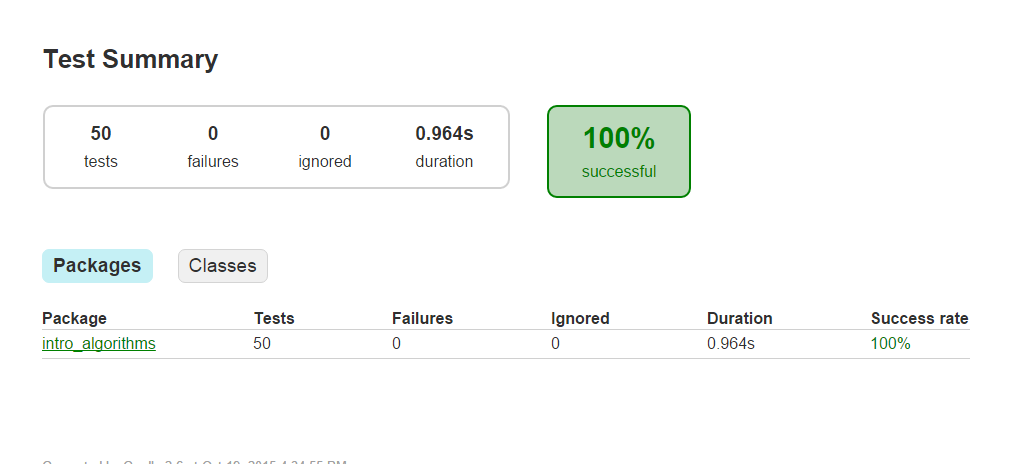 Test Summary
50 0 0 0.964s
tests failures ignored duration
100%
successful
Packages Classes
Package Tests Failures Ignored Duration Success rate
intro_algorithms 50 0 0 0.964s 100%